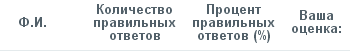 Ф.И.
Количество
правильных
ответов
Процент
правильных
ответов (%)
Ваша
оценка: